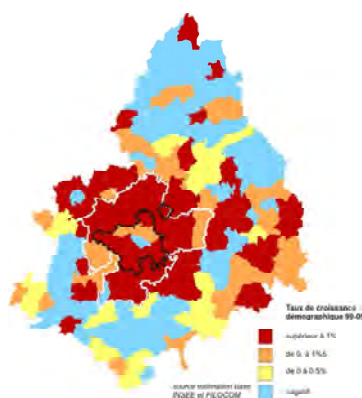 Taux de croissance
démographique 99-05
supérieur à 1%
de 0, à 1%5
de 0 à 0.5%
négatif
source estimation
INSEE et FILOCOM